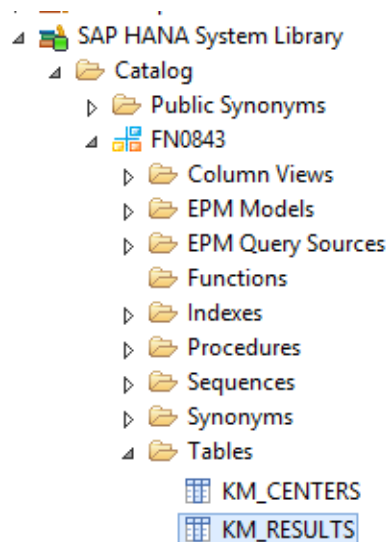 SAP HANA System Library
Catalog
Public Synonyms
FN0843
Column Views
EPM Models
EPM Query Sources
Functions
Indexes
Procedures
Sequences
Synonyms
Tables
KM_CENTERS
KM_RESULTS